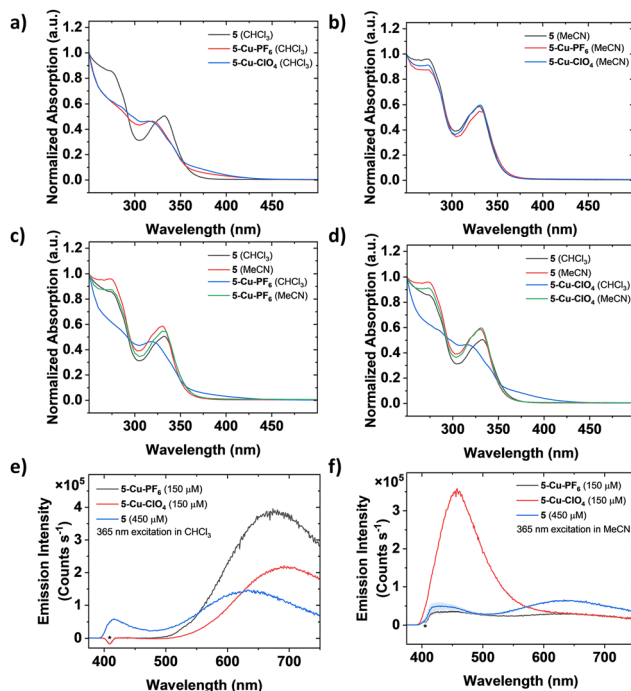 a)
5 (CHCl₃)
5-Cu-PF₆ (CHCl₃)
5-Cu-ClO₄ (CHCl₃)
Normalized Absorption (a.u.)
1.2
1.0
0.8
0.6
0.4
0.2
0.0
300 350 400 450
Wavelength (nm)
b)
5 (MeCN)
5-Cu-PF₆ (MeCN)
5-Cu-ClO₄ (MeCN)
Normalized Absorption (a.u.)
1.2
1.0
0.8
0.6
0.4
0.2
0.0
300 350 400 450
Wavelength (nm)
c)
5 (CHCl₃)
5 (MeCN)
5-Cu-PF₆ (CHCl₃)
5-Cu-PF₆ (MeCN)
Normalized Absorption (a.u.)
1.2
1.0
0.8
0.6
0.4
0.2
0.0
300 350 400 450
Wavelength (nm)
d)
5 (CHCl₃)
5 (MeCN)
5-Cu-ClO₄ (CHCl₃)
5-Cu-ClO₄ (MeCN)
Normalized Absorption (a.u.)
1.2
1.0
0.8
0.6
0.4
0.2
0.0
300 350 400 450
Wavelength (nm)
e)
×10⁵
5-Cu-PF₆ (150 μM)
5-Cu-ClO₄ (150 μM)
5 (450 μM)
365 nm excitation in CHCl₃
Emission Intensity
(Counts s⁻¹)
6
4
2
0
*
400 500 600 700
Wavelength (nm)
f)
×10⁵
5-Cu-PF₆ (150 μM)
5-Cu-ClO₄ (150 μM)
5 (450 μM)
365 nm excitation in MeCN
Emission Intensity
(Counts s⁻¹)
4
2
0
*
400 500 600 700
Wavelength (nm)